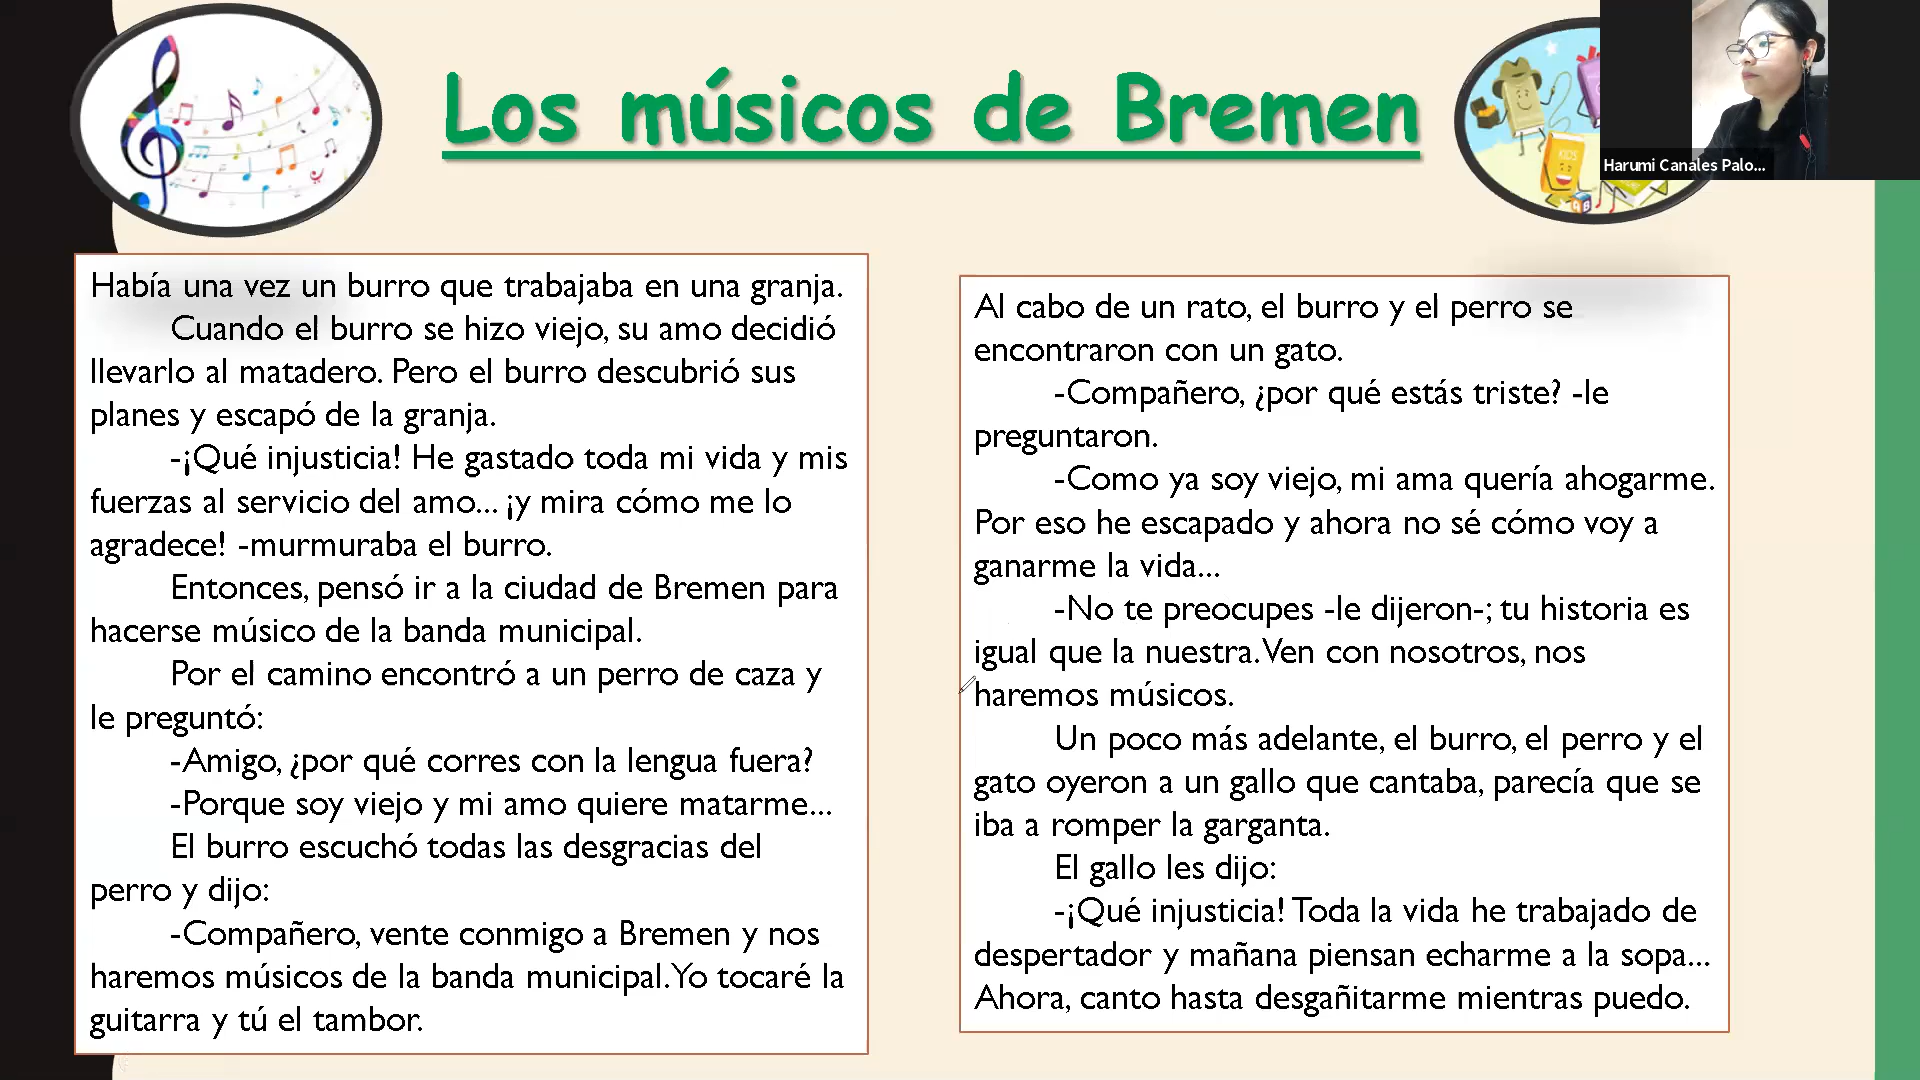 Los músicos de Bremen
Harumi Canales Palo...
KIDS
Había una vez un burro que trabajaba en una granja.
Cuando el burro se hizo viejo, su amo decidió
llevarlo al matadero. Pero el burro descubrió sus
planes y escapó de la granja.
-¡Qué injusticia! He gastado toda mi vida y mis
fuerzas al servicio del amo... ¡y mira cómo me lo
agradece! -murmuraba el burro.
Entonces, pensó ir a la ciudad de Bremen para
hacerse músico de la banda municipal.
Por el camino encontró a un perro de caza y
le preguntó:
-Amigo, ¿por qué corres con la lengua fuera?
-Porque soy viejo y mi amo quiere matarme...
El burro escuchó todas las desgracias del
perro y dijo:
-Compañero, vente conmigo a Bremen y nos
haremos músicos de la banda municipal. Yo tocaré la
guitarra y tú el tambor.
Al cabo de un rato, el burro y el perro se
encontraron con un gato.
-Compañero, ¿por qué estás triste? -le
preguntaron.
-Como ya soy viejo, mi ama quería ahogarme.
Por eso he escapado y ahora no sé cómo voy a
ganarme la vida...
-No te preocupes -le dijeron-; tu historia es
igual que la nuestra. Ven con nosotros, nos
haremos músicos.
Un poco más adelante, el burro, el perro y el
gato oyeron a un gallo que cantaba, parecía que se
iba a romper la garganta.
El gallo les dijo:
-¡Qué injusticia! Toda la vida he trabajado de
despertador y mañana piensan echarme a la sopa...
Ahora, canto hasta desgañitarme mientras puedo.